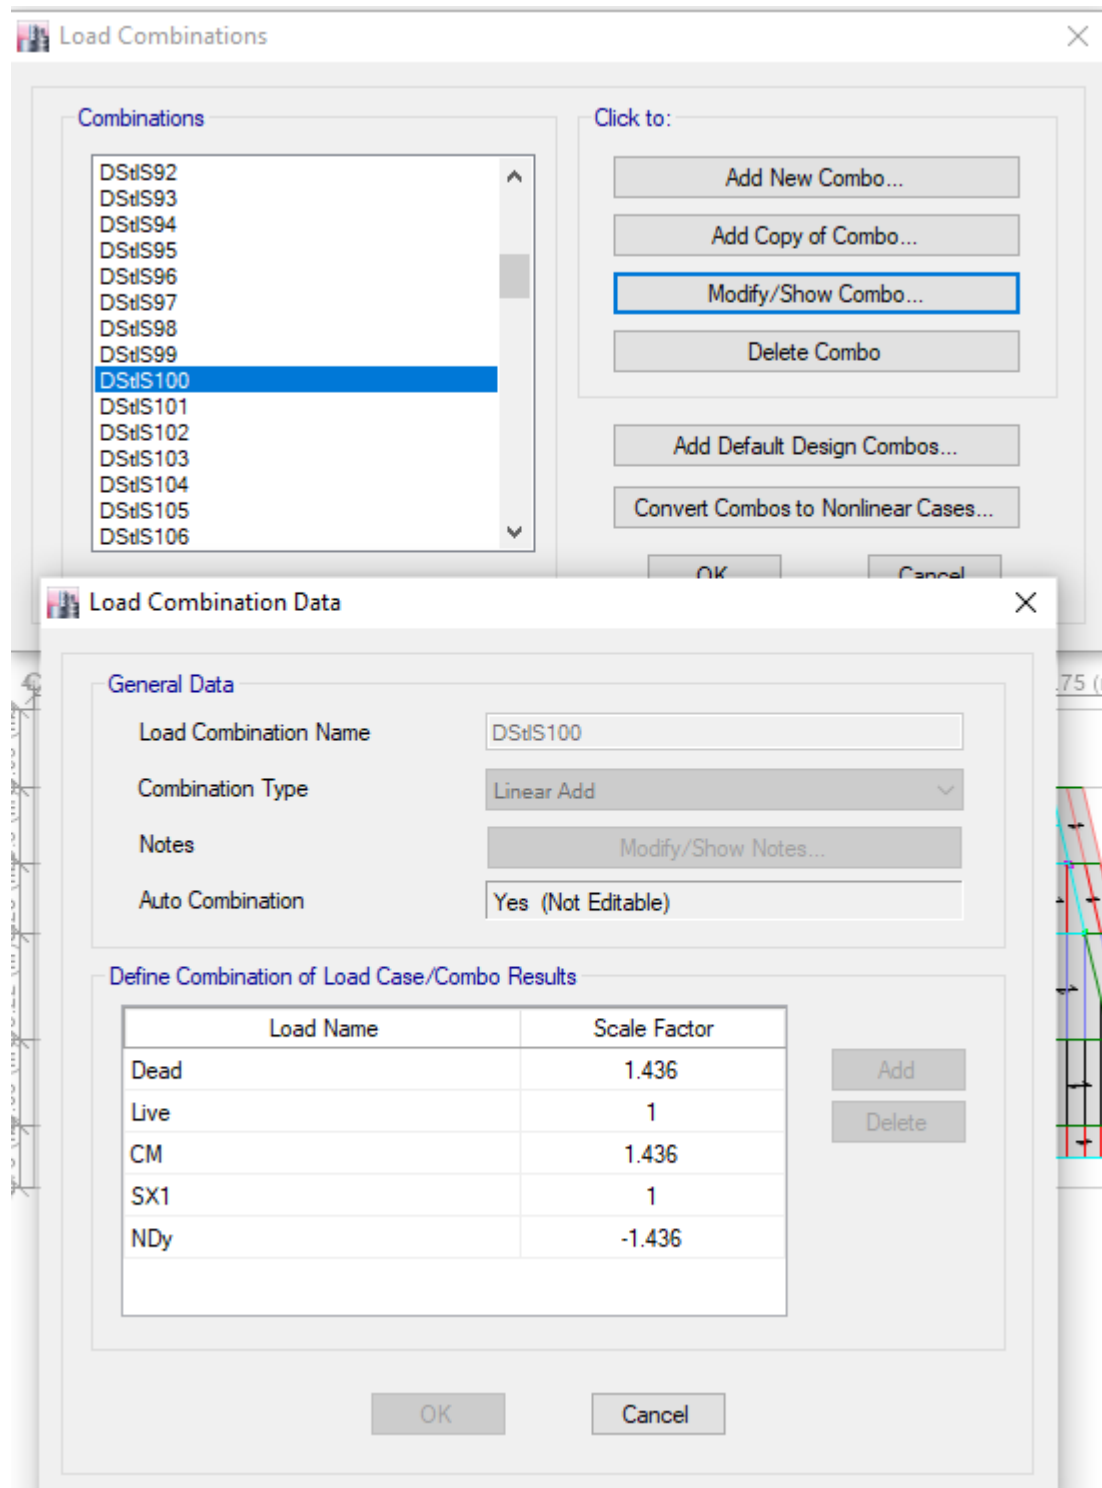 Load Combinations
Combinations
DStlS92
DStlS93
DStlS94
DStlS95
DStlS96
DStlS97
DStlS98
DStlS99
DStlS100
DStlS101
DStlS102
DStlS103
DStlS104
DStlS105
DStlS106
Click to:
Add New Combo...
Add Copy of Combo...
Modify/Show Combo...
Delete Combo
Add Default Design Combos...
Convert Combos to Nonlinear Cases...
OK Cancel
Load Combination Data
General Data
Load Combination Name DStlS100
Combination Type Linear Add
Notes Modify/Show Notes...
Auto Combination Yes (Not Editable)
Define Combination of Load Case/Combo Results
Load Name Scale Factor
Dead 1.436
Live 1
CM 1.436
SX1 1
NDy -1.436
Add
Delete
OK Cancel